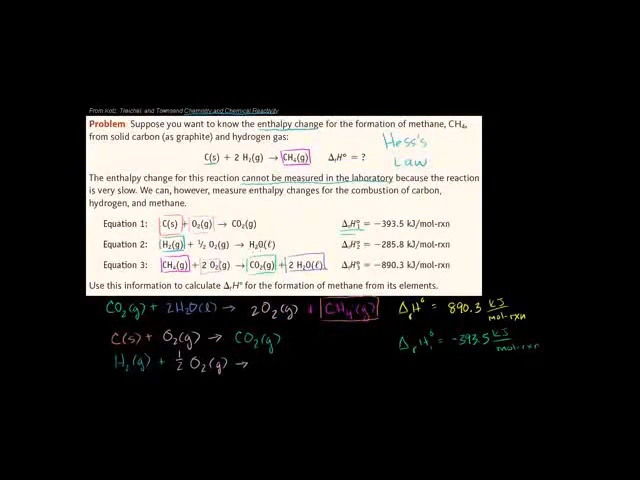 From Kotz, Treichel, and Townsend Chemistry and Chemical Reactivity
Problem Suppose you want to know the enthalpy change for the formation of methane, CH₄,
from solid carbon (as graphite) and hydrogen gas:
Hess's
Law
C(s) + 2 H₂(g) → CH₄(g) ΔᵣH° = ?
The enthalpy change for this reaction cannot be measured in the laboratory because the reaction
is very slow. We can, however, measure enthalpy changes for the combustion of carbon,
hydrogen, and methane.
Equation 1: C(s) + O₂(g) → CO₂(g) ΔᵣH°₁ = −393.5 kJ/mol-rxn
Equation 2: H₂(g) + ½ O₂(g) → H₂O(ℓ) ΔᵣH°₂ = −285.8 kJ/mol-rxn
Equation 3: CH₄(g) + 2 O₂(g) → CO₂(g) + 2 H₂O(ℓ) ΔᵣH°₃ = −890.3 kJ/mol-rxn
Use this information to calculate ΔᵣH° for the formation of methane from its elements.
CO₂(g) + 2H₂O(l) → 2O₂(g) + CH₄(g) ΔᵣH° = 890.3 kJ/mol-rxn
C(s) + O₂(g) → CO₂(g) ΔᵣH°₁ = -393.5 kJ/mol-rxn
H₂(g) + ½ O₂(g) →